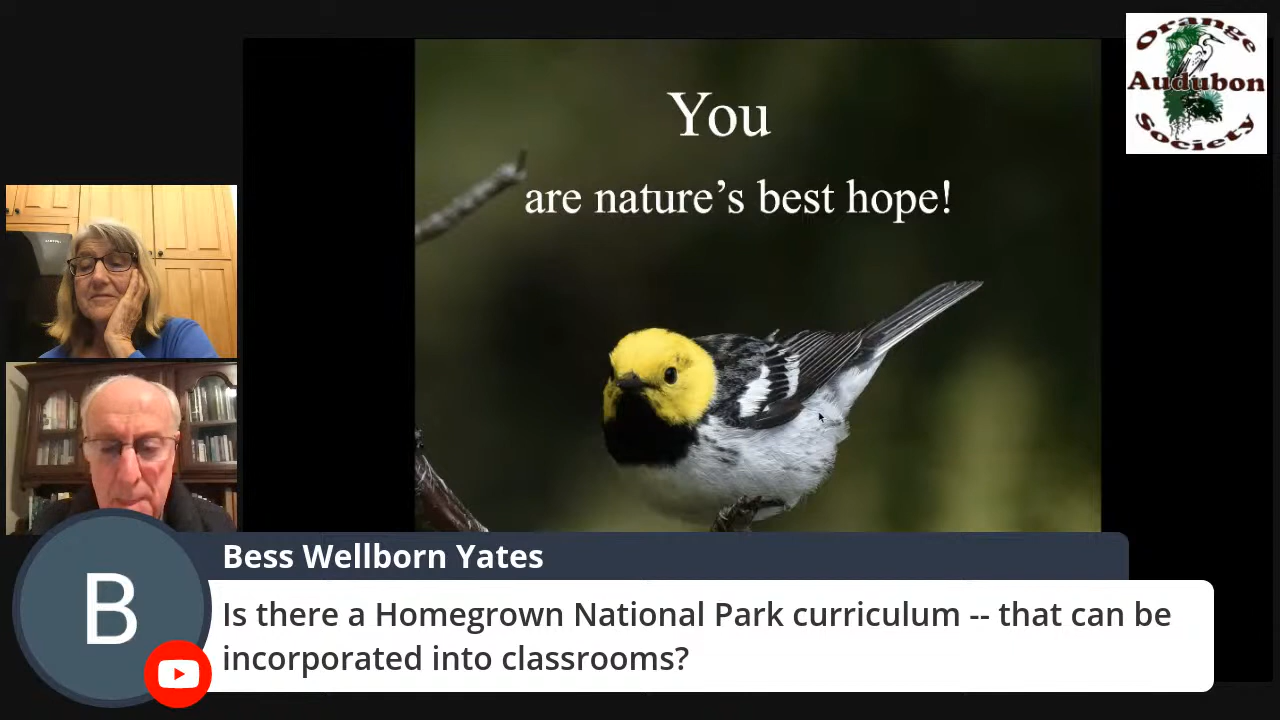 You
are nature's best hope!
Orange
Audubon
Society
Bess Wellborn Yates
B
Is there a Homegrown National Park curriculum -- that can be
incorporated into classrooms?